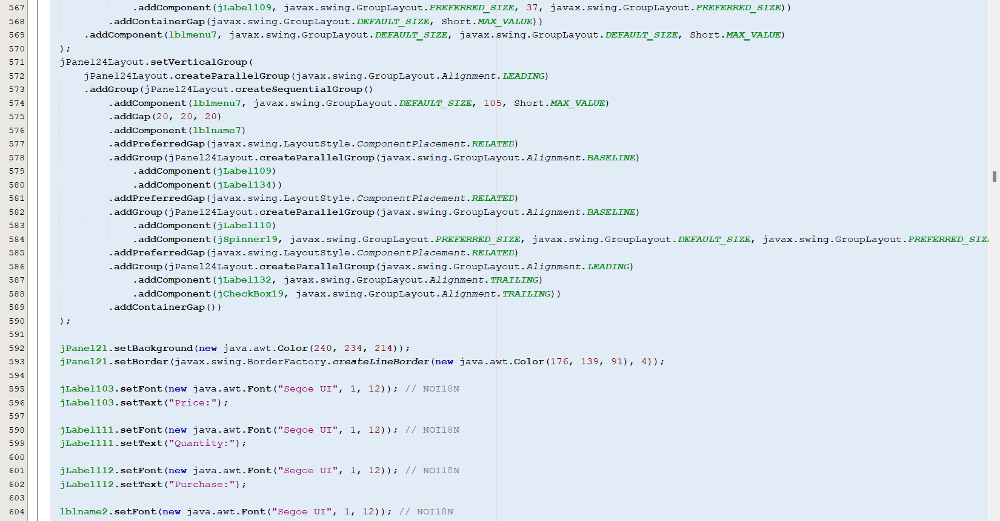 567 .addComponent(jLabel109, javax.swing.GroupLayout.PREFERRED_SIZE, 37, javax.swing.GroupLayout.PREFERRED_SIZE))
568 .addContainerGap(javax.swing.GroupLayout.DEFAULT_SIZE, Short.MAX_VALUE))
569 .addComponent(lblmenu7, javax.swing.GroupLayout.DEFAULT_SIZE, javax.swing.GroupLayout.DEFAULT_SIZE, Short.MAX_VALUE)
570 );
571 jPanel24Layout.setVerticalGroup(
572 jPanel24Layout.createParallelGroup(javax.swing.GroupLayout.Alignment.LEADING)
573 .addGroup(jPanel24Layout.createSequentialGroup()
574 .addComponent(lblmenu7, javax.swing.GroupLayout.DEFAULT_SIZE, 105, Short.MAX_VALUE)
575 .addGap(20, 20, 20)
576 .addComponent(lblname7)
577 .addPreferredGap(javax.swing.LayoutStyle.ComponentPlacement.RELATED)
578 .addGroup(jPanel24Layout.createParallelGroup(javax.swing.GroupLayout.Alignment.BASELINE)
579 .addComponent(jLabel109)
580 .addComponent(jLabel134))
581 .addPreferredGap(javax.swing.LayoutStyle.ComponentPlacement.RELATED)
582 .addGroup(jPanel24Layout.createParallelGroup(javax.swing.GroupLayout.Alignment.BASELINE)
583 .addComponent(jLabel110)
584 .addComponent(jSpinner19, javax.swing.GroupLayout.PREFERRED_SIZE, javax.swing.GroupLayout.DEFAULT_SIZE, javax.swing.GroupLayout.PREFERRED_SIZ
585 .addPreferredGap(javax.swing.LayoutStyle.ComponentPlacement.RELATED)
586 .addGroup(jPanel24Layout.createParallelGroup(javax.swing.GroupLayout.Alignment.LEADING)
587 .addComponent(jLabel132, javax.swing.GroupLayout.Alignment.TRAILING)
588 .addComponent(jCheckBox19, javax.swing.GroupLayout.Alignment.TRAILING))
589 .addContainerGap())
590 );
591
592 jPanel21.setBackground(new java.awt.Color(240, 234, 214));
593 jPanel21.setBorder(javax.swing.BorderFactory.createLineBorder(new java.awt.Color(176, 139, 91), 4));
594
595 jLabel103.setFont(new java.awt.Font("Segoe UI", 1, 12)); // NOI18N
596 jLabel103.setText("Price:");
597
598 jLabel111.setFont(new java.awt.Font("Segoe UI", 1, 12)); // NOI18N
599 jLabel111.setText("Quantity:");
600
601 jLabel112.setFont(new java.awt.Font("Segoe UI", 1, 12)); // NOI18N
602 jLabel112.setText("Purchase:");
603
604 lblname2.setFont(new java.awt.Font("Segoe UI", 1, 12)); // NOI18N